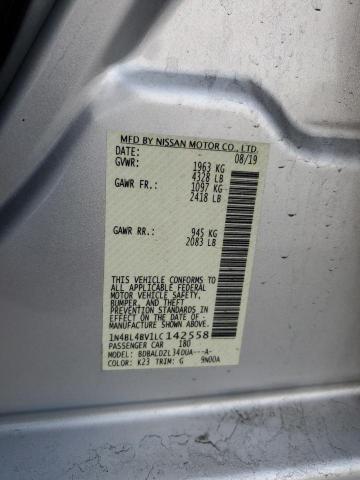 MFD BY NISSAN MOTOR CO., LTD.
DATE: 08/19
GVWR: 1963 KG
4328 LB
GAWR FR.: 1097 KG
2418 LB
GAWR RR.: 945 KG
2083 LB
THIS VEHICLE CONFORMS TO
ALL APPLICABLE FEDERAL
MOTOR VEHICLE SAFETY,
BUMPER, AND THEFT
PREVENTION STANDARDS IN
EFFECT ON THE DATE OF
MANUFACTURE SHOWN ABOVE.
1N4BL4BV1LC142558
PASSENGER CAR 180
MODEL: BDBALDZL34DUA---A-
COLOR: K23 TRIM: G 9N00A